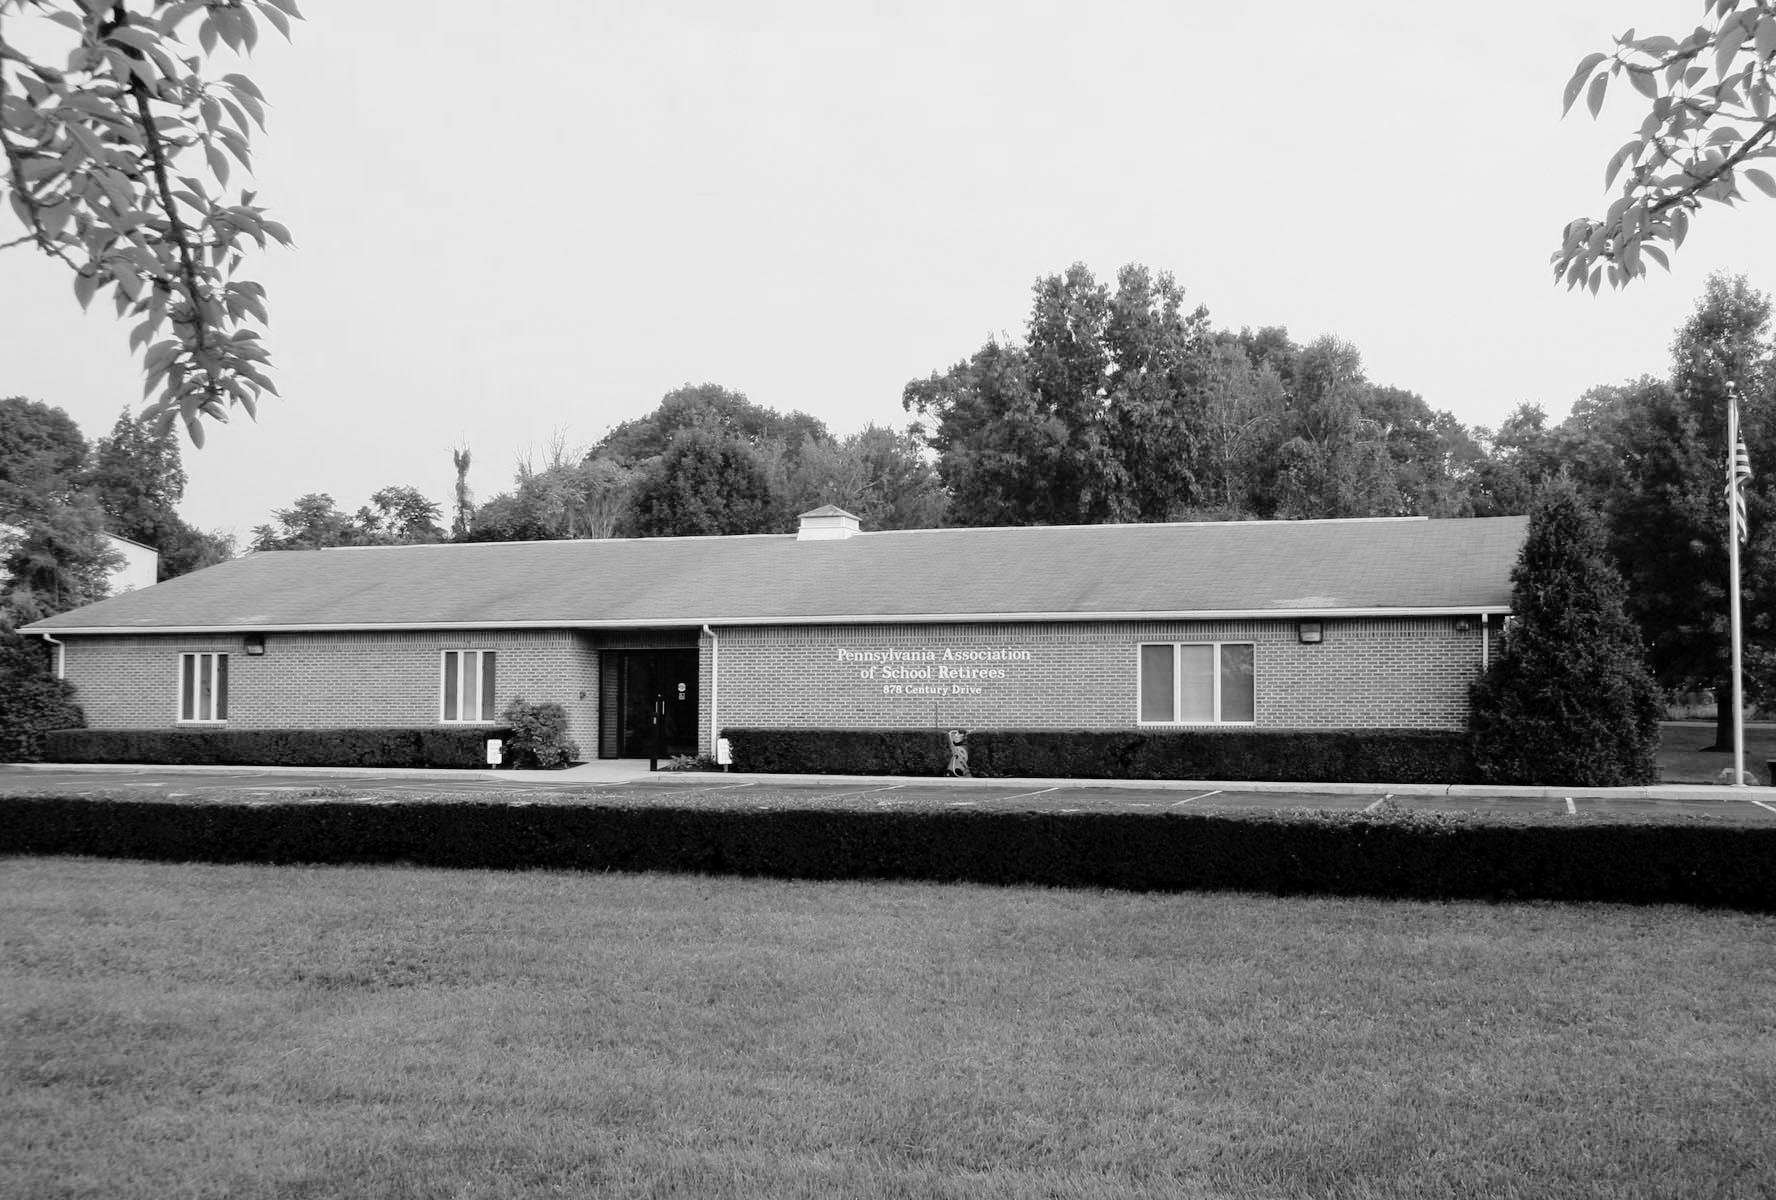 Pennsylvania Association
of School Retirees
878 Century Drive